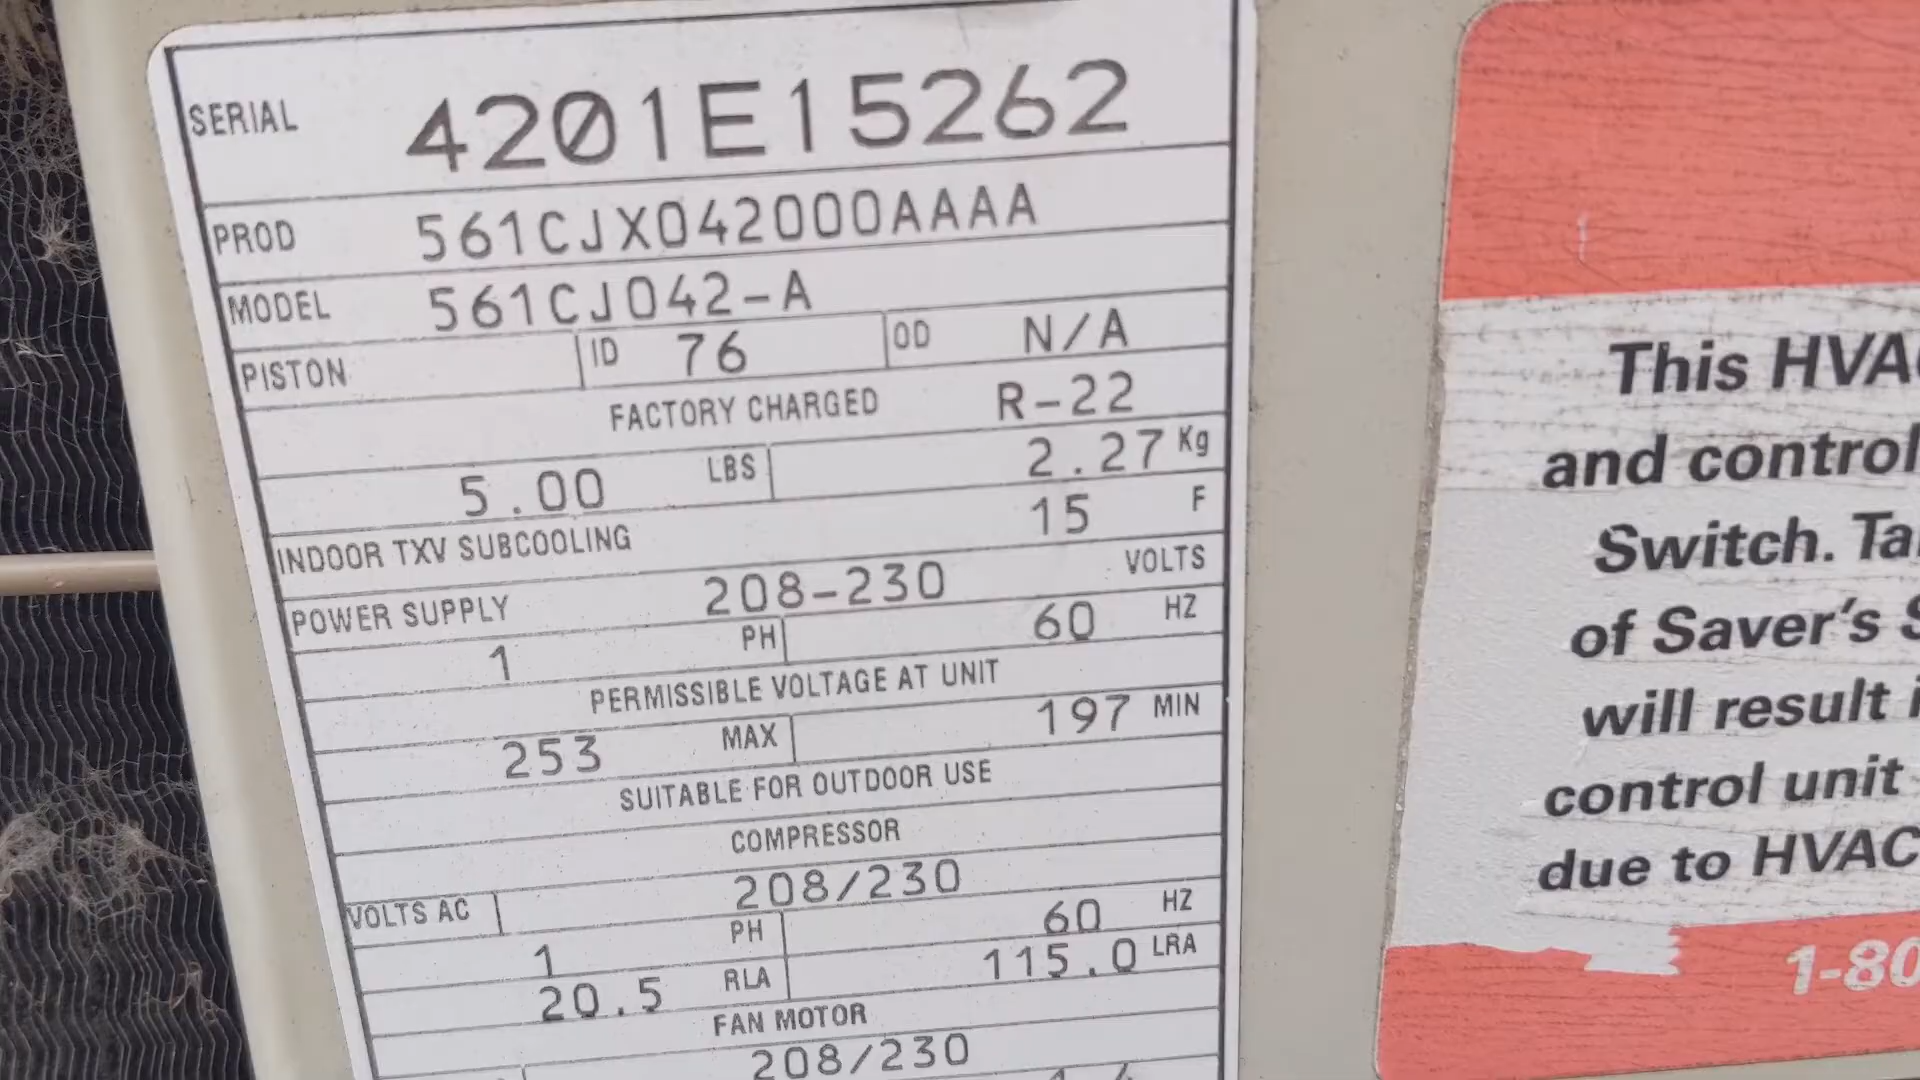 SERIAL 4201E15262
PROD 561CJX042000AAAA
MODEL 561CJ042-A
PISTON ID 76 OD N/A
FACTORY CHARGED R-22
5.00 LBS 2.27 Kg
INDOOR TXV SUBCOOLING 15 F
POWER SUPPLY 208-230 VOLTS
1 PH 60 HZ
PERMISSIBLE VOLTAGE AT UNIT
253 MAX 197 MIN
SUITABLE FOR OUTDOOR USE
COMPRESSOR
VOLTS AC 208/230
1 PH 60 HZ
20.5 RLA 115.0 LRA
FAN MOTOR
208/230
This HVAC
and control
Switch. Ta
of Saver's S
will result i
control unit
due to HVAC
1-80